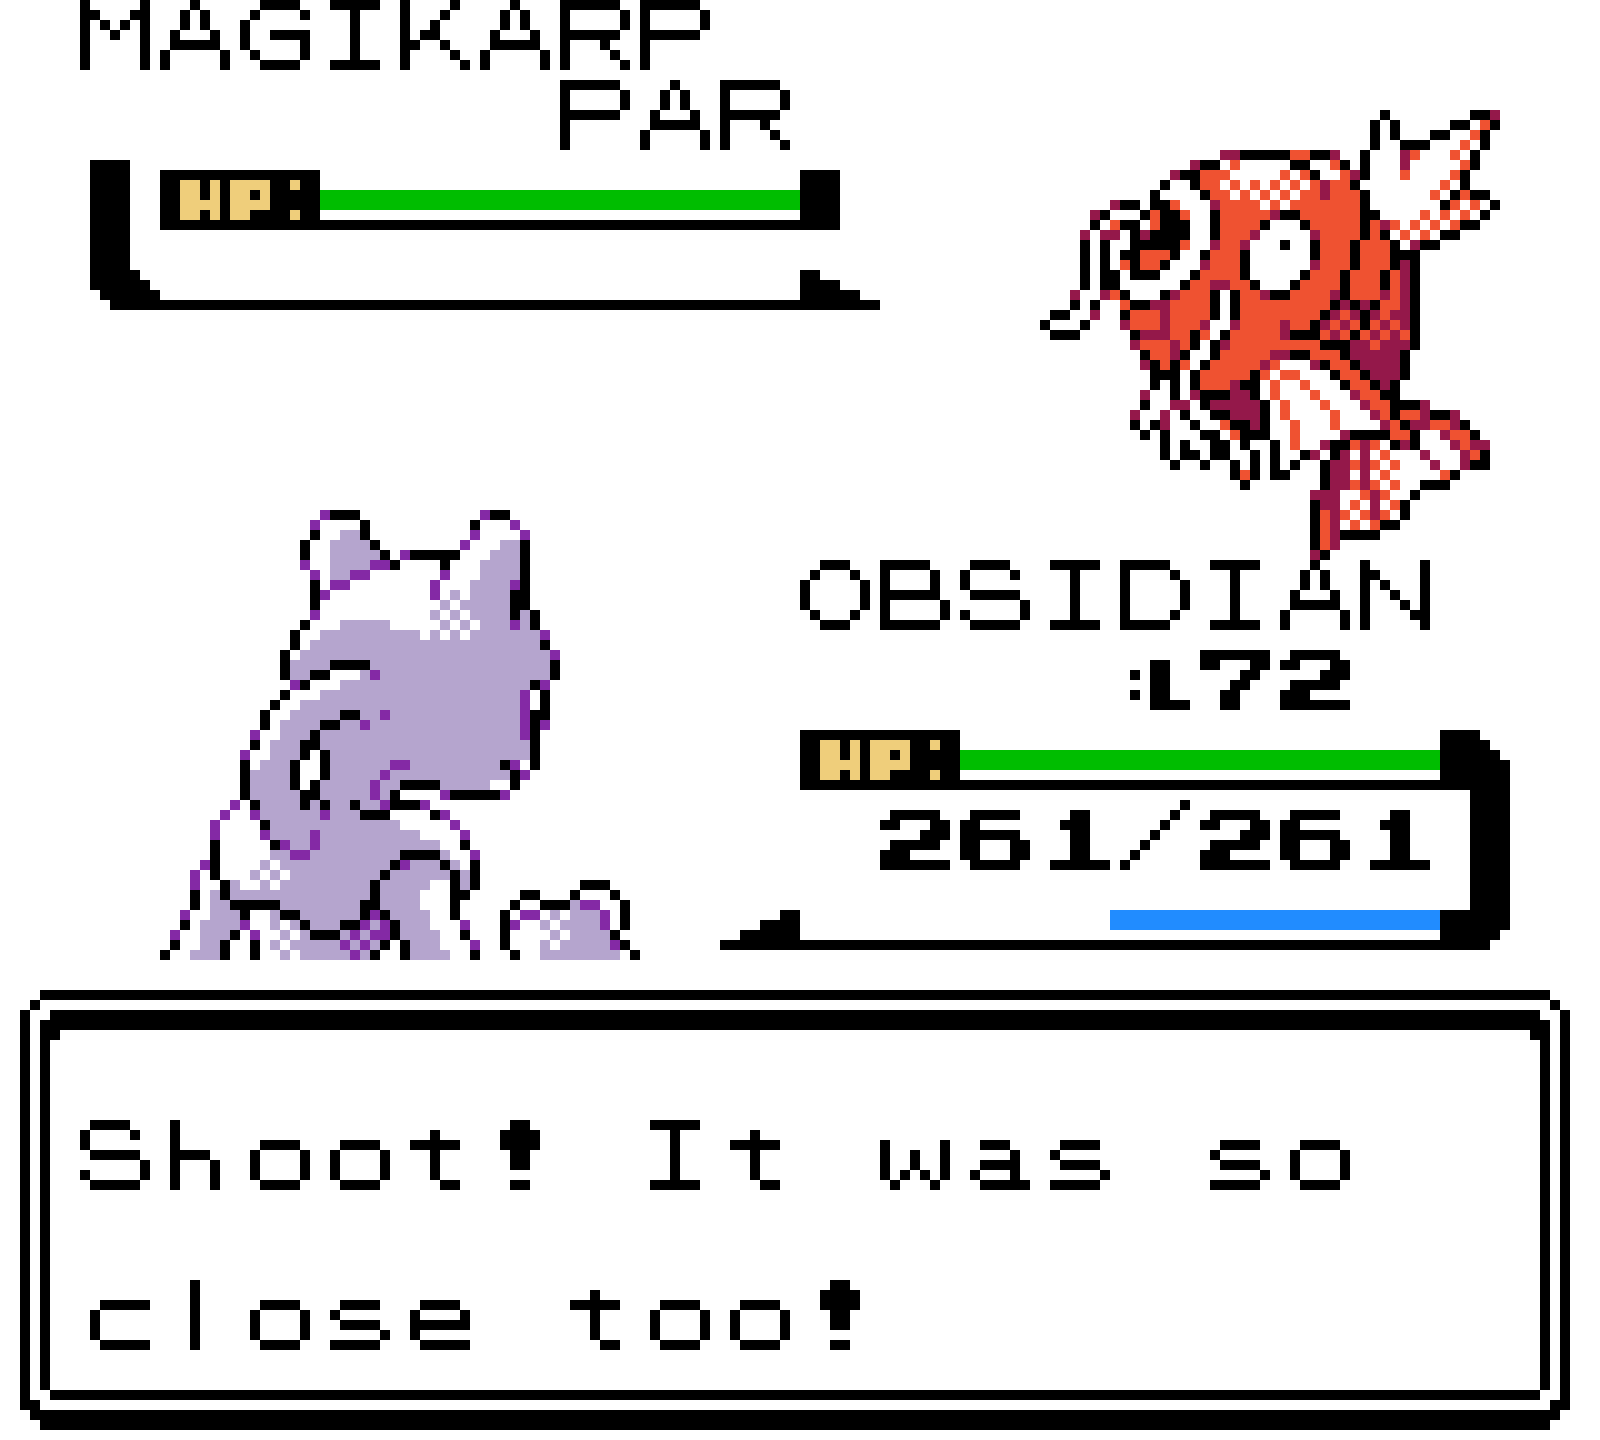 MAGIKARP
PAR
HP:
OBSIDIAN
:L72
HP:
261/261
Shoot! It was so
close too!